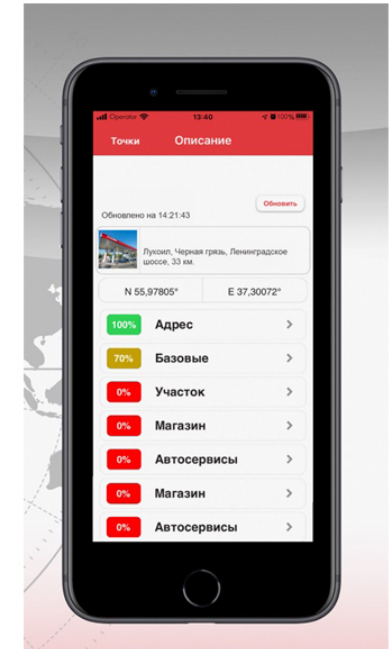 Operator 13:40 100%
Точки Описание
Обновить
Обновлено на 14:21:43
Лукоил, Черная грязь, Ленинградское
шоссе, 33 км.
N 55,97805° E 37,30072°
100% Адрес
70% Базовые
0% Участок
0% Магазин
0% Автосервисы
0% Магазин
0% Автосервисы